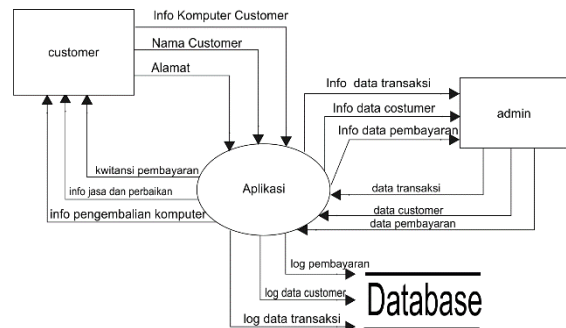 Info Komputer Customer
Nama Customer
customer
Alamat
Info data transaksi
Info data costumer
admin
Info data pembayaran
kwitansi pembayaran
info jasa dan perbaikan
Aplikasi
data transaksi
info pengembalian komputer
data customer
data pembayaran
log pembayaran
log data customer
Database
log data transaksi